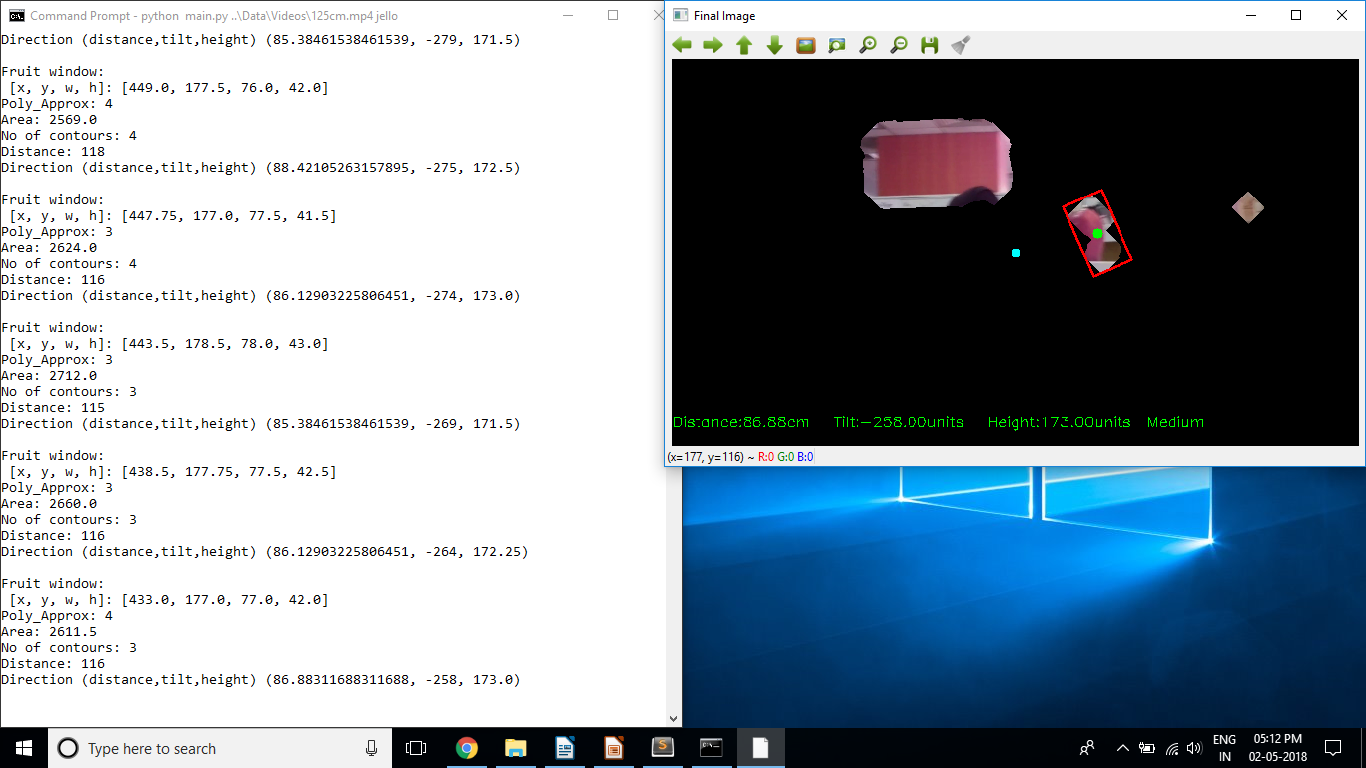 Command Prompt - python  main.py ..\Data\Videos\125cm.mp4 jello
Direction (distance,tilt,height) (85.38461538461539, -279, 171.5)
Fruit window:
[x, y, w, h]: [449.0, 177.5, 76.0, 42.0]
Poly_Approx: 4
Area: 2569.0
No of contours: 4
Distance: 118
Direction (distance,tilt,height) (88.42105263157895, -275, 172.5)
Fruit window:
[x, y, w, h]: [447.75, 177.0, 77.5, 41.5]
Poly_Approx: 3
Area: 2624.0
No of contours: 4
Distance: 116
Direction (distance,tilt,height) (86.12903225806451, -274, 173.0)
Fruit window:
[x, y, w, h]: [443.5, 178.5, 78.0, 43.0]
Poly_Approx: 3
Area: 2712.0
No of contours: 3
Distance: 115
Direction (distance,tilt,height) (85.38461538461539, -269, 171.5)
Fruit window:
[x, y, w, h]: [438.5, 177.75, 77.5, 42.5]
Poly_Approx: 3
Area: 2660.0
No of contours: 3
Distance: 116
Direction (distance,tilt,height) (86.12903225806451, -264, 172.25)
Fruit window:
[x, y, w, h]: [433.0, 177.0, 77.0, 42.0]
Poly_Approx: 4
Area: 2611.5
No of contours: 3
Distance: 116
Direction (distance,tilt,height) (86.88311688311688, -258, 173.0)
Final Image
Distance:86.88cm Tilt:-258.00units Height:173.00units Medium
(x=177, y=116) ~ R:0 G:0 B:0
Type here to search
ENG
IN
05:12 PM
02-05-2018